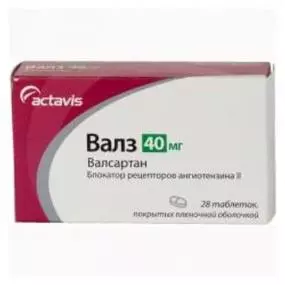 actavis
Валз 40 мг
Валсартан
Блокатор рецепторов ангиотензина II
28 таблеток,
покрытых пленочной оболочкой